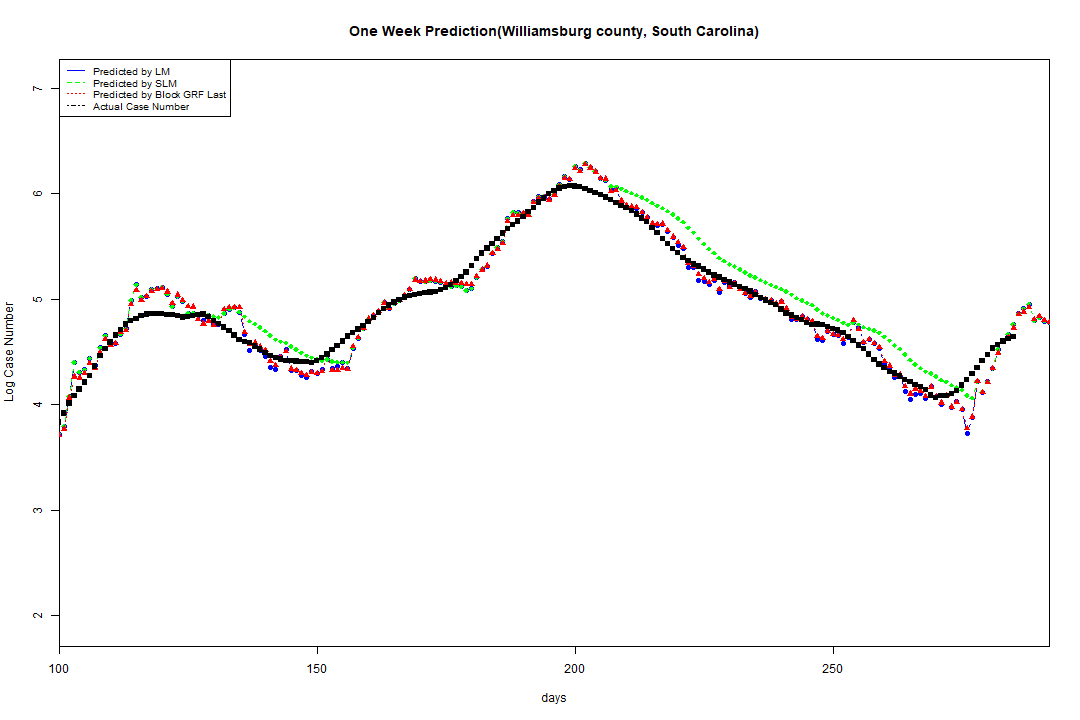 One Week Prediction(Williamsburg county, South Carolina)
Predicted by LM
Predicted by SLM
Predicted by Block GRF Last
Actual Case Number
7
6
5
4
3
2
Log Case Number
100 150 200 250
days